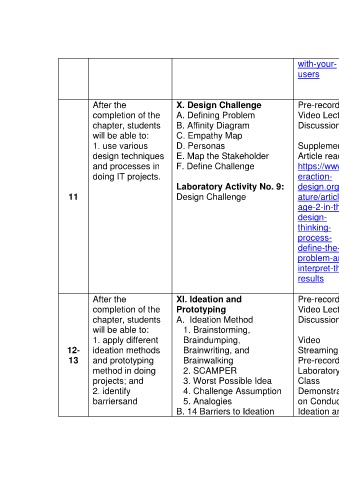 with-your-
users
11
After the
completion of the
chapter, students
will be able to:
1. use various
design techniques
and processes in
doing IT projects.
X. Design Challenge
A. Defining Problem
B. Affinity Diagram
C. Empathy Map
D. Personas
E. Map the Stakeholder
F. Define Challenge
Laboratory Activity No. 9:
Design Challenge
Pre-record
Video Lect
Discussion
Supplemen
Article read
https://www
eraction-
design.org
ature/articl
age-2-in-th
design-
thinking-
process-
define-the-
problem-an
interpret-th
results
12-
13
After the
completion of the
chapter, students
will be able to:
1. apply different
ideation methods
and prototyping
method in doing
projects; and
2. identify
barriersand
XI. Ideation and
Prototyping
A. Ideation Method
1. Brainstorming,
Braindumping,
Brainwriting, and
Brainwalking
2. SCAMPER
3. Worst Possible Idea
4. Challenge Assumption
5. Analogies
B. 14 Barriers to Ideation
Pre-record
Video Lect
Discussion
Video
Streaming
Pre-record
Laboratory
Class
Demonstra
on Conduc
Ideation an